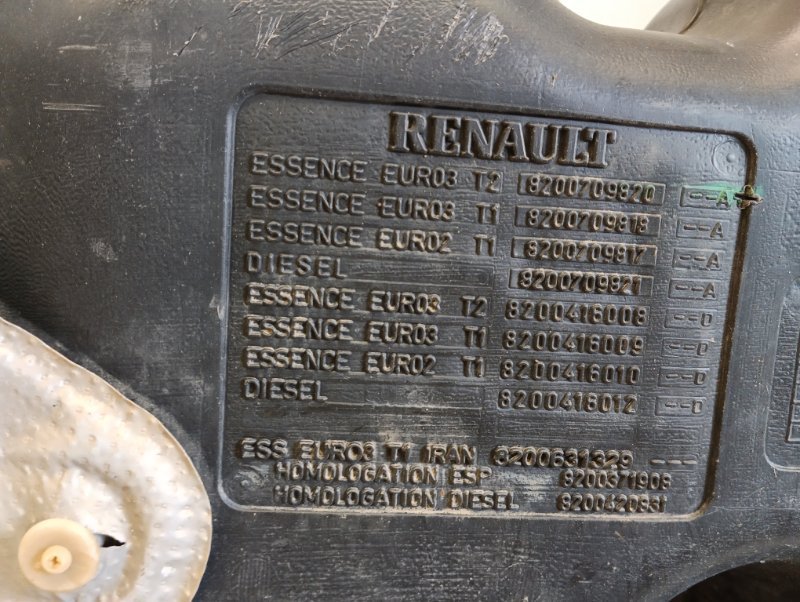 RENAULT
ESSENCE EURO3 T2 8200709820 --A
ESSENCE EURO3 T1 8200709818 --A
ESSENCE EURO2 T1 8200709817 --A
DIESEL 8200709821 --A
ESSENCE EURO3 T2 8200416008 --D
ESSENCE EURO3 T1 8200416009 --D
ESSENCE EURO2 T1 8200416010 --D
DIESEL 8200416012 --D
ESS EURO3 T1 IRAN 8200631329 ---
HOMOLOGATION ESP 8200371908
HOMOLOGATION DIESEL 8200420831